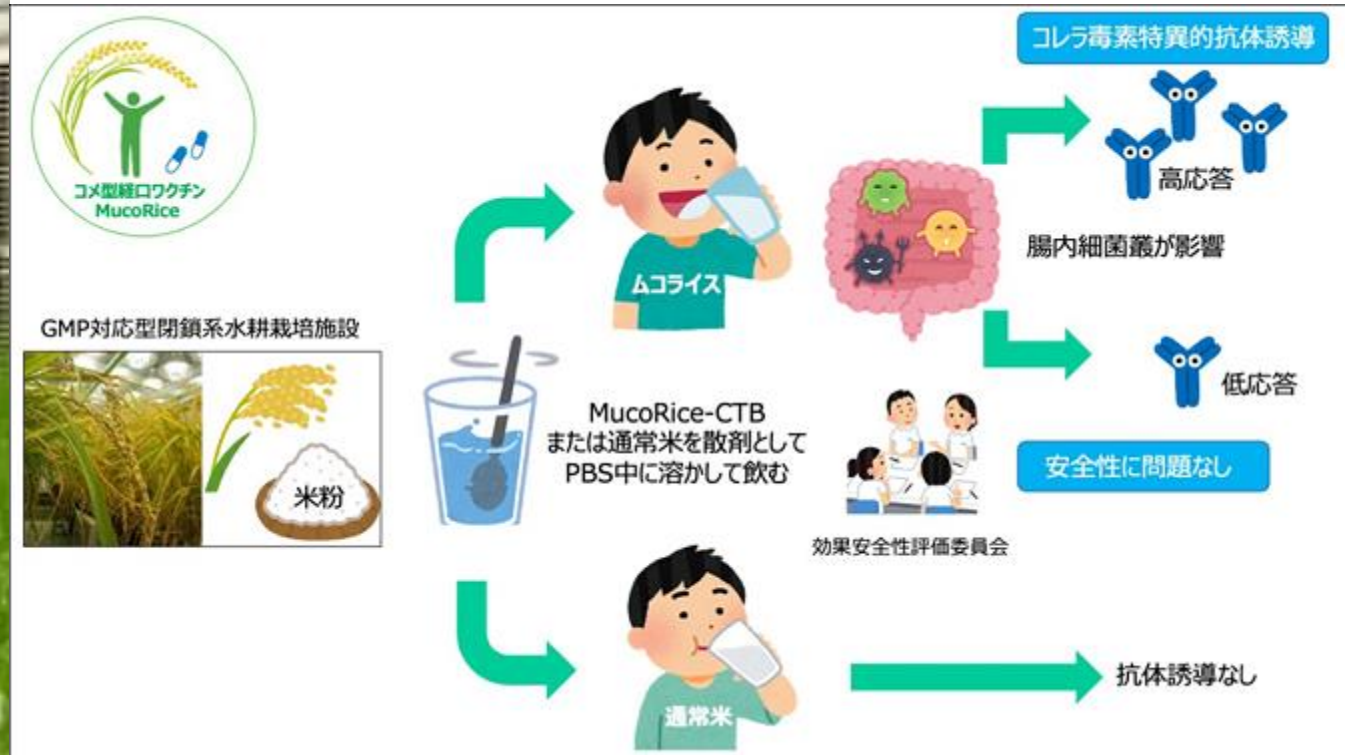 コメ型経口ワクチン
MucoRice
GMP対応型閉鎖系水耕栽培施設
米粉
MucoRice-CTB
または通常米を散剤として
PBS中に溶かして飲む
ムコライス
コレラ毒素特異的抗体誘導
高応答
腸内細菌叢が影響
低応答
安全性に問題なし
効果安全性評価委員会
通常米
抗体誘導なし